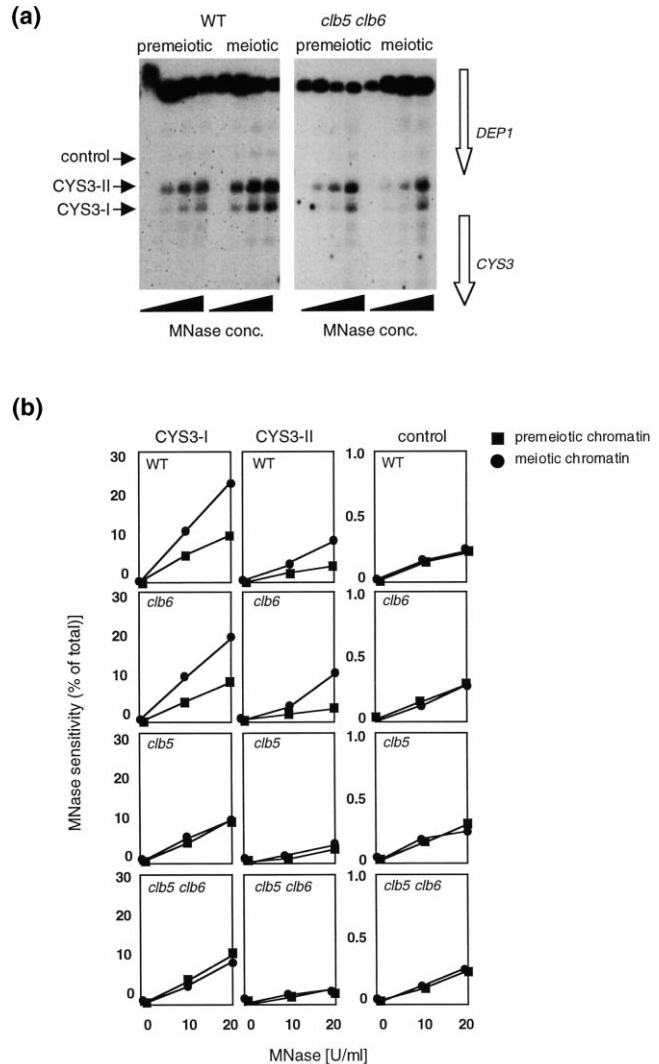 (a)
WT clb5 clb6
premeiotic meiotic premeiotic meiotic
DEP1
control
CYS3-II
CYS3-I
CYS3
MNase conc. MNase conc.
(b)
CYS3-I CYS3-II control
premeiotic chromatin
meiotic chromatin
30 WT WT 1.0 WT
20
0.5
10
0 0
30 clb6 clb6 1.0 clb6
20
0.5
10
0 0
30 clb5 clb5 1.0 clb5
20
0.5
10
0 0
30 clb5 clb6 clb5 clb6 1.0 clb5 clb6
20
0.5
10
0 0
0 10 20 0 10 20 0 10 20
MNase sensitivity (% of total)]
MNase [U/ml]